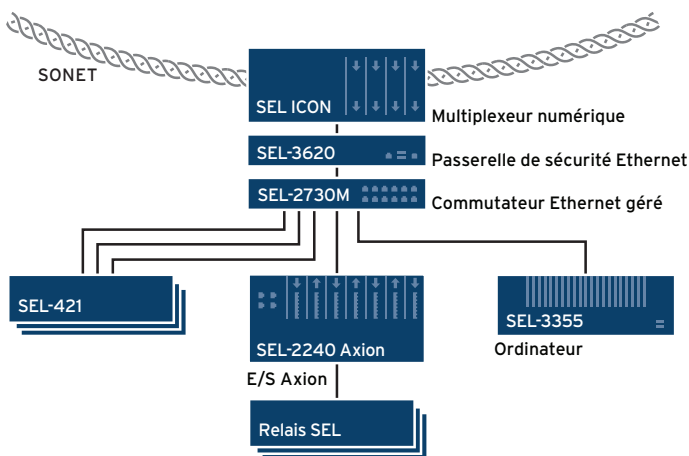 SONET
SEL ICON
Multiplexeur numérique
SEL-3620
Passerelle de sécurité Ethernet
SEL-2730M
Commutateur Ethernet géré
SEL-421
SEL-2240 Axion
SEL-3355
Ordinateur
E/S Axion
Relais SEL